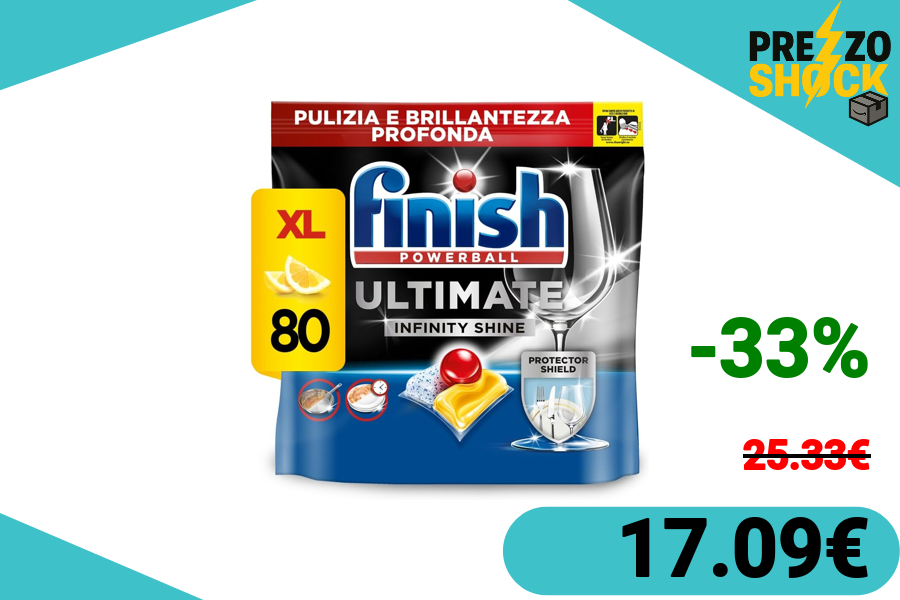 PREZZO
SHOCK
PULIZIA E BRILLANTEZZA
PROFONDA
finish
POWERBALL
XL
80
ULTIMATE
INFINITY SHINE
PROTECTOR
SHIELD
-33%
25.33€
17.09€